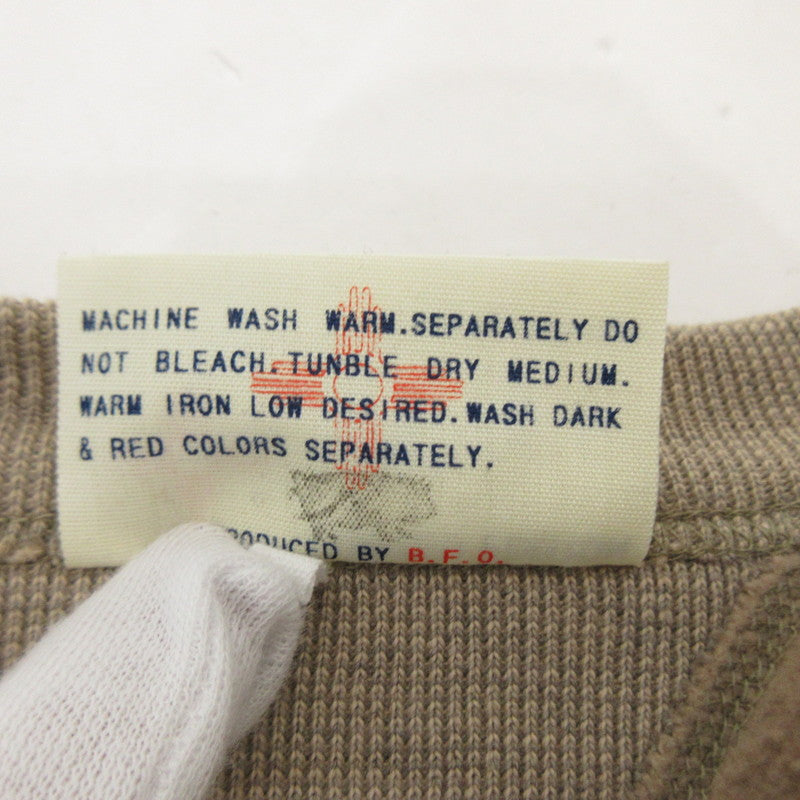 MACHINE WASH WARM.SEPARATELY DO
NOT BLEACH.TUNBLE DRY MEDIUM.
WARM IRON LOW DESIRED.WASH DARK
& RED COLORS SEPARATELY.
BY B.F.O.